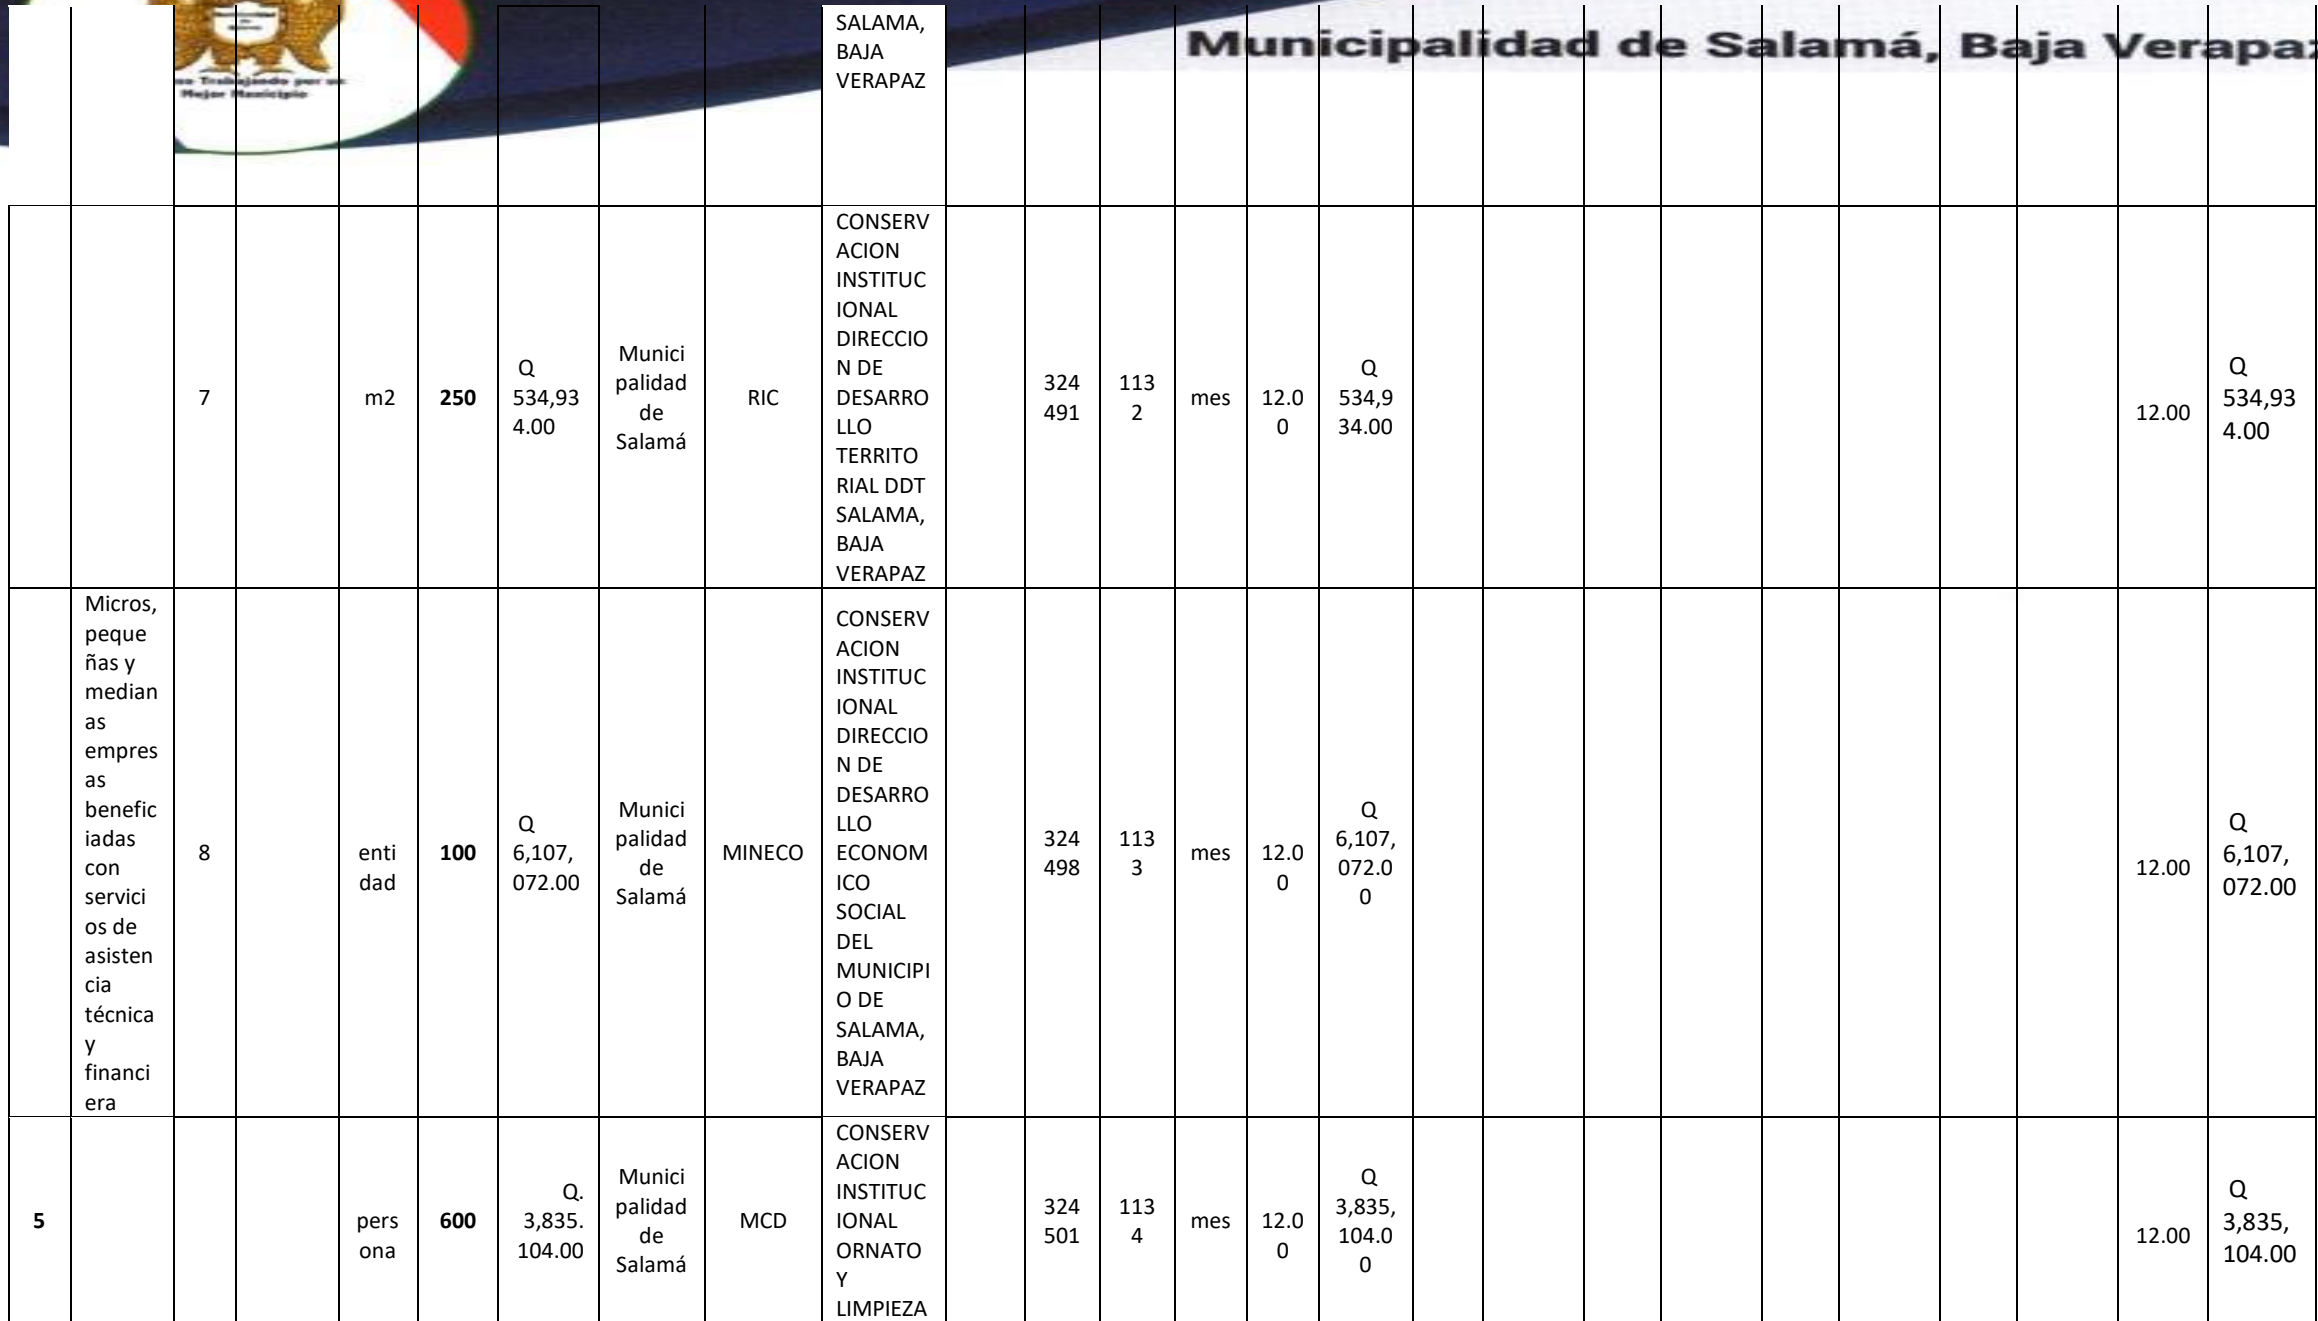 Trabajando por un
Mejor Municipio
Municipalidad de Salamá, Baja Verapaz
SALAMA,
BAJA
VERAPAZ
7
m2
250
Q
534,93
4.00
Munici
palidad
de
Salamá
RIC
CONSERV
ACION
INSTITUC
IONAL
DIRECCIO
N DE
DESARRO
LLO
TERRITO
RIAL DDT
SALAMA,
BAJA
VERAPAZ
324
491
113
2
mes
12.0
0
Q
534,9
34.00
12.00
Q
534,93
4.00
Micros,
peque
ñas y
median
as
empres
as
benefic
iadas
con
servici
os de
asisten
cia
técnica
y
financi
era
8
enti
dad
100
Q
6,107,
072.00
Munici
palidad
de
Salamá
MINECO
CONSERV
ACION
INSTITUC
IONAL
DIRECCIO
N DE
DESARRO
LLO
ECONOM
ICO
SOCIAL
DEL
MUNICIPI
O DE
SALAMA,
BAJA
VERAPAZ
324
498
113
3
mes
12.0
0
Q
6,107,
072.0
0
12.00
Q
6,107,
072.00
5
pers
ona
600
Q.
3,835.
104.00
Munici
palidad
de
Salamá
MCD
CONSERV
ACION
INSTITUC
IONAL
ORNATO
Y
LIMPIEZA
324
501
113
4
mes
12.0
0
Q
3,835,
104.0
0
12.00
Q
3,835,
104.00